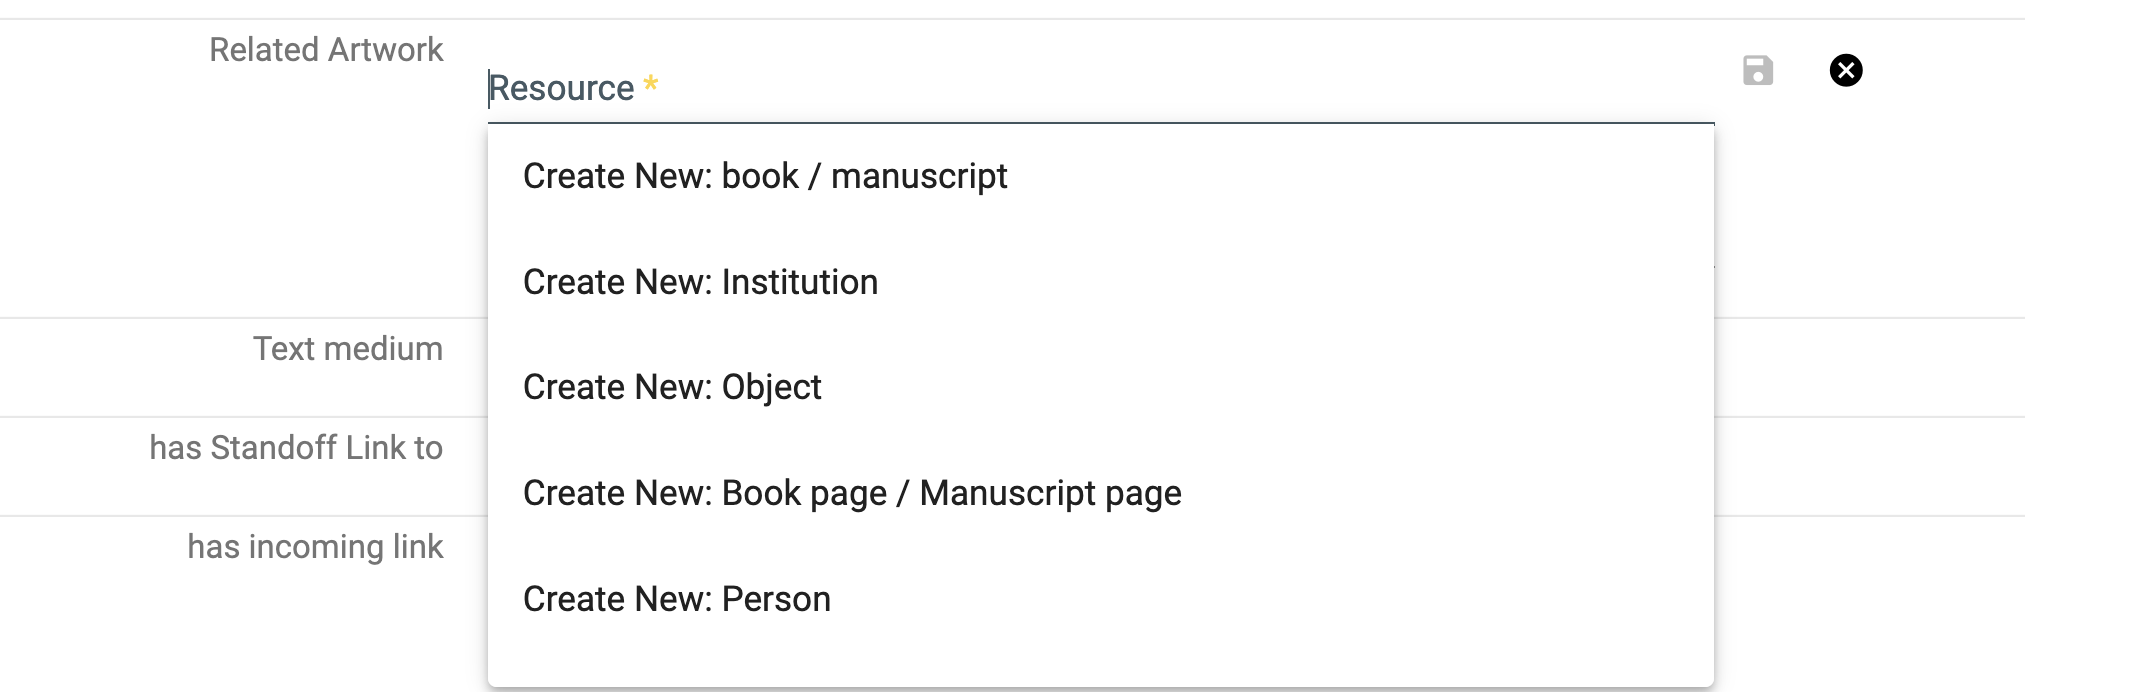 Related Artwork
Resource *
Create New: book / manuscript
Create New: Institution
Create New: Object
Create New: Book page / Manuscript page
Create New: Person
Text medium
has Standoff Link to
has incoming link